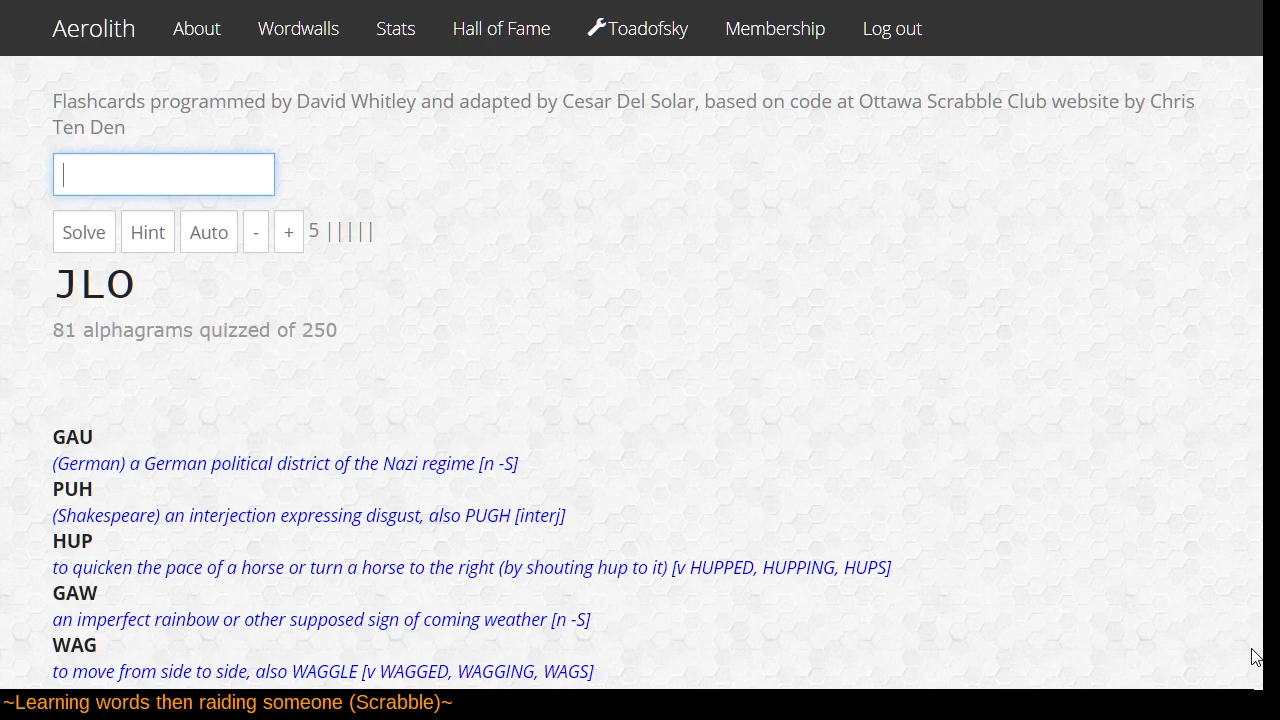 Aerolith About Wordwalls Stats Hall of Fame Toadofsky Membership Log out
Flashcards programmed by David Whitley and adapted by Cesar Del Solar, based on code at Ottawa Scrabble Club website by Chris
Ten Den
Solve Hint Auto - + 5 |||||
JLO
81 alphagrams quizzed of 250
GAU
(German) a German political district of the Nazi regime [n -S]
PUH
(Shakespeare) an interjection expressing disgust, also PUGH [interj]
HUP
to quicken the pace of a horse or turn a horse to the right (by shouting hup to it) [v HUPPED, HUPPING, HUPS]
GAW
an imperfect rainbow or other supposed sign of coming weather [n -S]
WAG
to move from side to side, also WAGGLE [v WAGGED, WAGGING, WAGS]
~Learning words then raiding someone (Scrabble)~